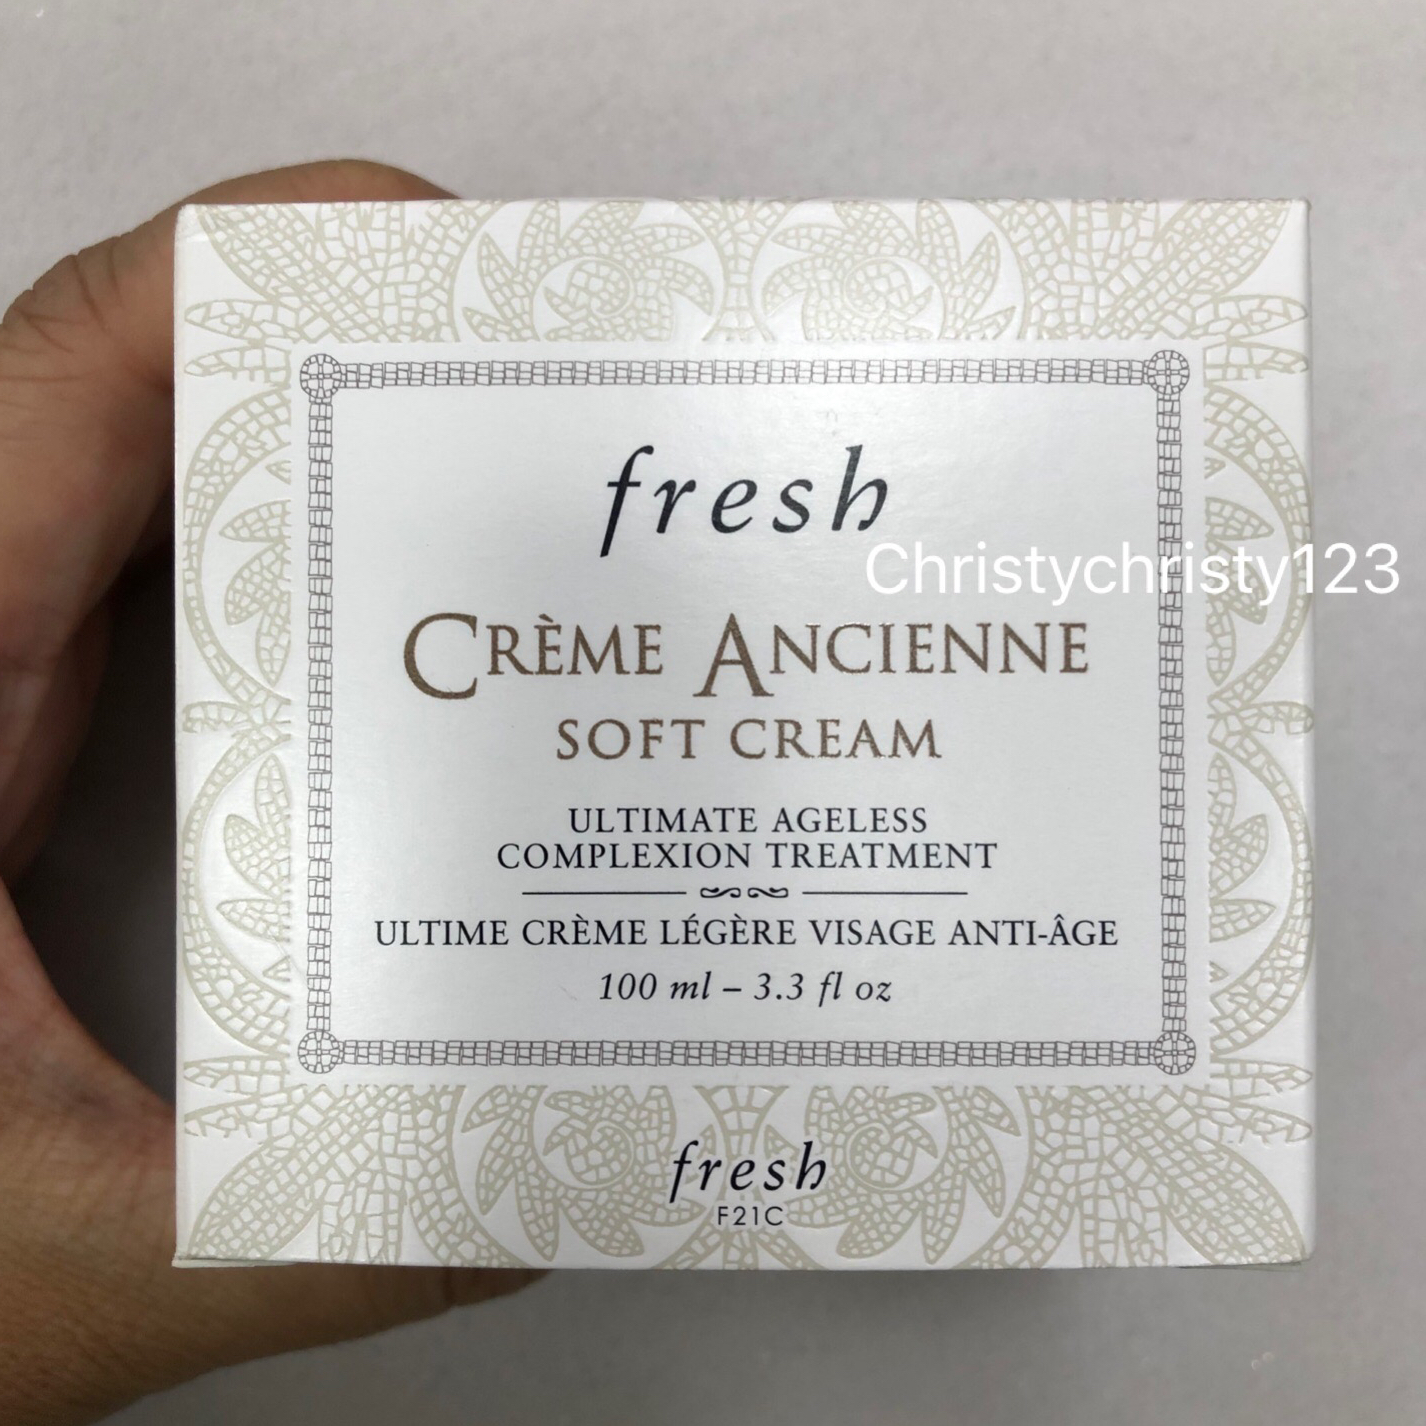 fresh
Christychristy123
CRÈME ANCIENNE
SOFT CREAM
ULTIMATE AGELESS
COMPLEXION TREATMENT
ULTIME CRÈME LÉGÈRE VISAGE ANTI-ÂGE
100 ml – 3.3 fl oz
fresh
F21C